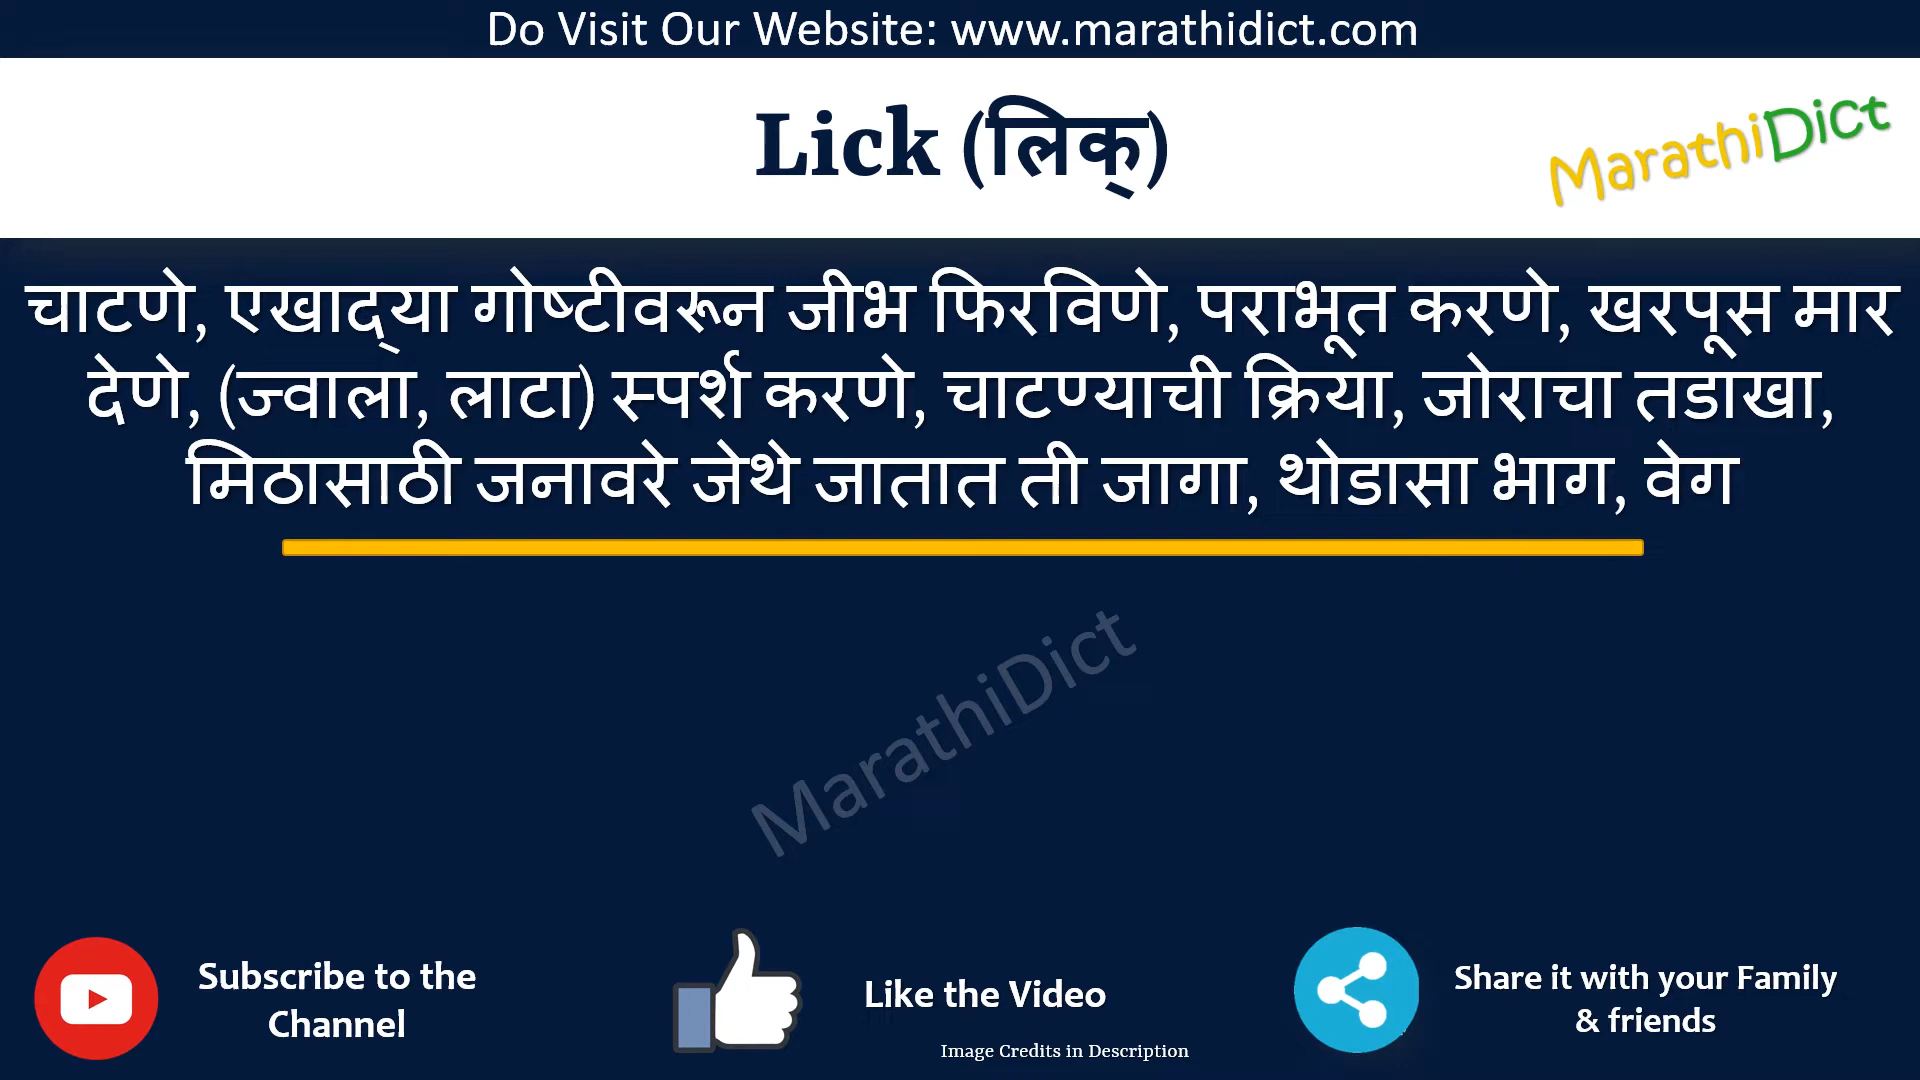 Do Visit Our Website: www.marathidict.com
Lick (लिक्)
MarathiDict
चाटणे, एखाद्‌या गोष्टीवरून जीभ फिरविणे, पराभूत करणे, खरपूस मार
देणे, (ज्वाला, लाटा) स्पर्श करणे, चाटण्याची क्रिया, जोराचा तडाखा,
मिठासाठी जनावरे जेथे जातात ती जागा, थोडासा भाग, वेग
MarathiDict
Subscribe to the
Channel
Like the Video
Share it with your Family
& friends
Image Credits in Description